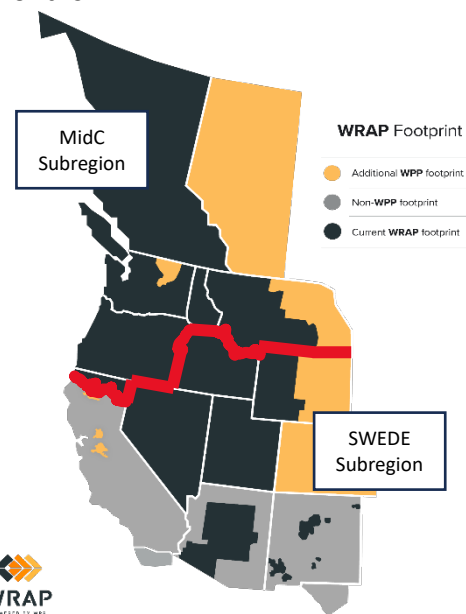 MidC
Subregion
WRAP Footprint
Additional WPP footprint
Non-WPP footprint
Current WRAP footprint
SWEDE
Subregion
WRAP